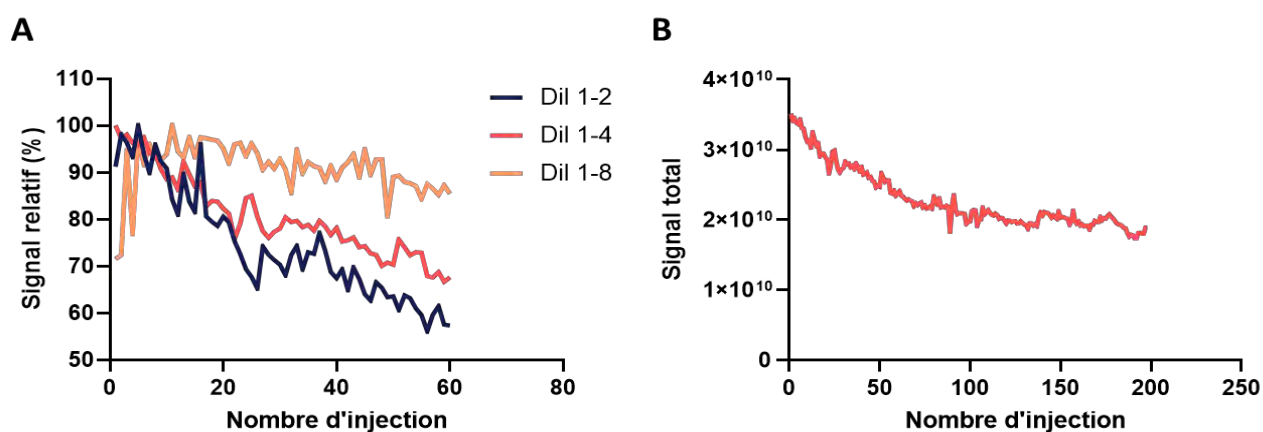 A
B
110
100
90
80
70
60
50
Signal relatif (%)
0
20
40
60
80
Nombre d'injection
Dil 1-2
Dil 1-4
Dil 1-8
4×10¹⁰
3×10¹⁰
2×10¹⁰
1×10¹⁰
0
Signal total
0
50
100
150
200
250
Nombre d'injection